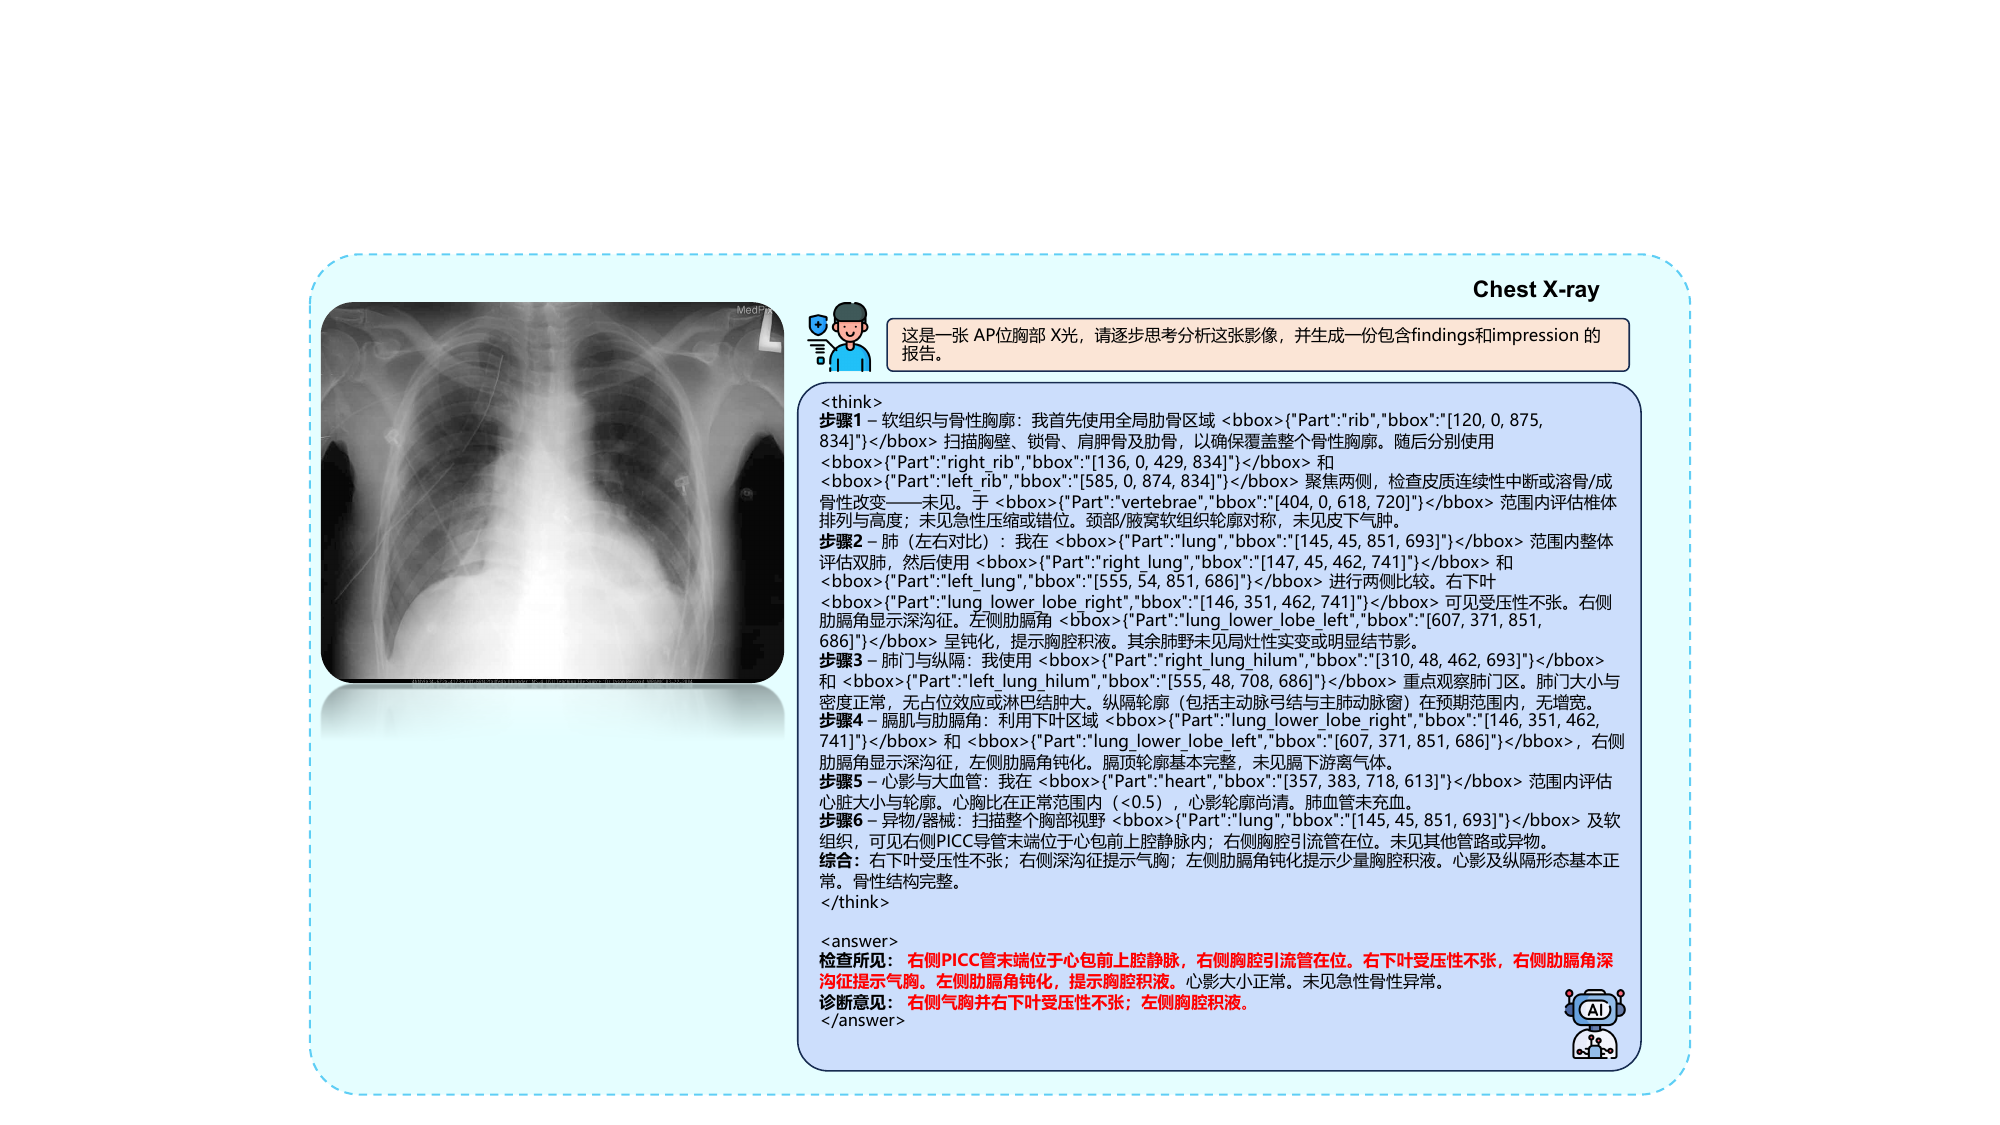 Chest X-ray
MedPi
L
这是一张 AP位胸部 X光，请逐步思考分析这张影像，并生成一份包含findings和impression 的
报告。
<think>
步骤1 – 软组织与骨性胸廓：我首先使用全局肋骨区域 <bbox>{"Part":"rib","bbox":"[120, 0, 875,
834]"}</bbox> 扫描胸壁、锁骨、肩胛骨及肋骨，以确保覆盖整个骨性胸廓。随后分别使用
<bbox>{"Part":"right_rib","bbox":"[136, 0, 429, 834]"}</bbox> 和
<bbox>{"Part":"left_rib","bbox":"[585, 0, 874, 834]"}</bbox> 聚焦两侧，检查皮质连续性中断或溶骨/成
骨性改变——未见。于 <bbox>{"Part":"vertebrae","bbox":"[404, 0, 618, 720]"}</bbox> 范围内评估椎体
排列与高度；未见急性压缩或错位。颈部/腋窝软组织轮廓对称，未见皮下气肿。
步骤2 – 肺（左右对比）：我在 <bbox>{"Part":"lung","bbox":"[145, 45, 851, 693]"}</bbox> 范围内整体
评估双肺，然后使用 <bbox>{"Part":"right_lung","bbox":"[147, 45, 462, 741]"}</bbox> 和
<bbox>{"Part":"left_lung","bbox":"[555, 54, 851, 686]"}</bbox> 进行两侧比较。右下叶
<bbox>{"Part":"lung_lower_lobe_right","bbox":"[146, 351, 462, 741]"}</bbox> 可见受压性不张。右侧
肋膈角显示深沟征。左侧肋膈角 <bbox>{"Part":"lung_lower_lobe_left","bbox":"[607, 371, 851,
686]"}</bbox> 呈钝化，提示胸腔积液。其余肺野未见局灶性实变或明显结节影。
步骤3 – 肺门与纵隔：我使用 <bbox>{"Part":"right_lung_hilum","bbox":"[310, 48, 462, 693]"}</bbox>
和 <bbox>{"Part":"left_lung_hilum","bbox":"[555, 48, 708, 686]"}</bbox> 重点观察肺门区。肺门大小与
密度正常，无占位效应或淋巴结肿大。纵隔轮廓（包括主动脉弓结与主肺动脉窗）在预期范围内，无增宽。
步骤4 – 膈肌与肋膈角：利用下叶区域 <bbox>{"Part":"lung_lower_lobe_right","bbox":"[146, 351, 462,
741]"}</bbox> 和 <bbox>{"Part":"lung_lower_lobe_left","bbox":"[607, 371, 851, 686]"}</bbox>，右侧
肋膈角显示深沟征，左侧肋膈角钝化。膈顶轮廓基本完整，未见膈下游离气体。
步骤5 – 心影与大血管：我在 <bbox>{"Part":"heart","bbox":"[357, 383, 718, 613]"}</bbox> 范围内评估
心脏大小与轮廓。心胸比在正常范围内（<0.5），心影轮廓尚清。肺血管未充血。
步骤6 – 异物/器械：扫描整个胸部视野 <bbox>{"Part":"lung","bbox":"[145, 45, 851, 693]"}</bbox> 及软
组织，可见右侧PICC导管末端位于心包前上腔静脉内；右侧胸腔引流管在位。未见其他管路或异物。
综合：右下叶受压性不张；右侧深沟征提示气胸；左侧肋膈角钝化提示少量胸腔积液。心影及纵隔形态基本正
常。骨性结构完整。
</think>
<answer>
检查所见： 右侧PICC管末端位于心包前上腔静脉，右侧胸腔引流管在位。右下叶受压性不张，右侧肋膈角深
沟征提示气胸。左侧肋膈角钝化，提示胸腔积液。心影大小正常。未见急性骨性异常。
诊断意见： 右侧气胸并右下叶受压性不张；左侧胸腔积液。
</answer>
AI